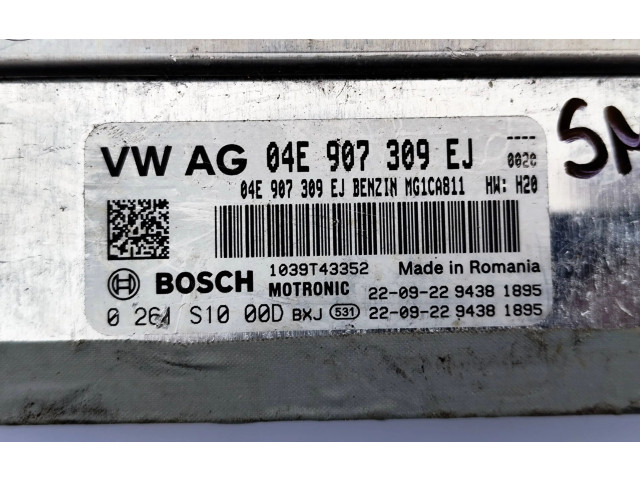 VW AG 04E 907 309 EJ ---- 0020
04E 907 309 EJ BENZIN MG1CA811 HW: H20
BOSCH 1039T43352 Made in Romania
MOTRONIC 22-09-22 9438 1895
0 261 S10 00D BXJ 531 22-09-22 9438 1895